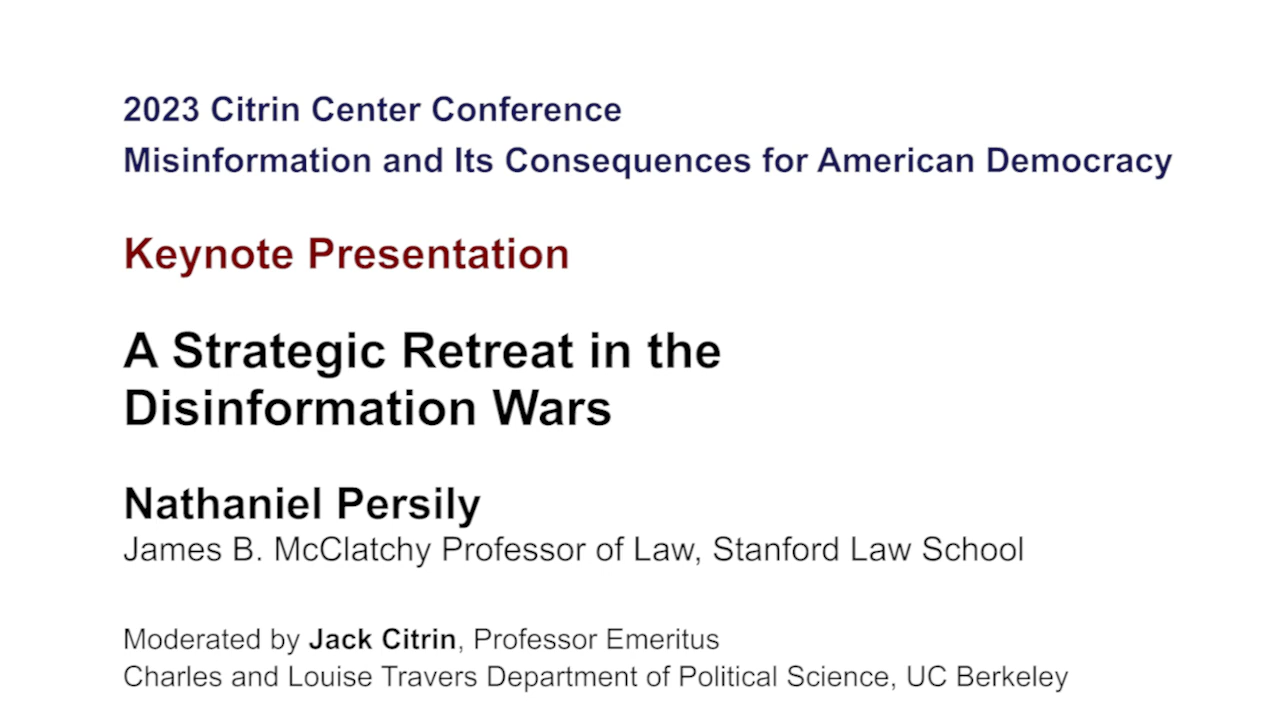 2023 Citrin Center Conference
Misinformation and Its Consequences for American Democracy
Keynote Presentation
A Strategic Retreat in the
Disinformation Wars
Nathaniel Persily
James B. McClatchy Professor of Law, Stanford Law School
Moderated by Jack Citrin, Professor Emeritus
Charles and Louise Travers Department of Political Science, UC Berkeley